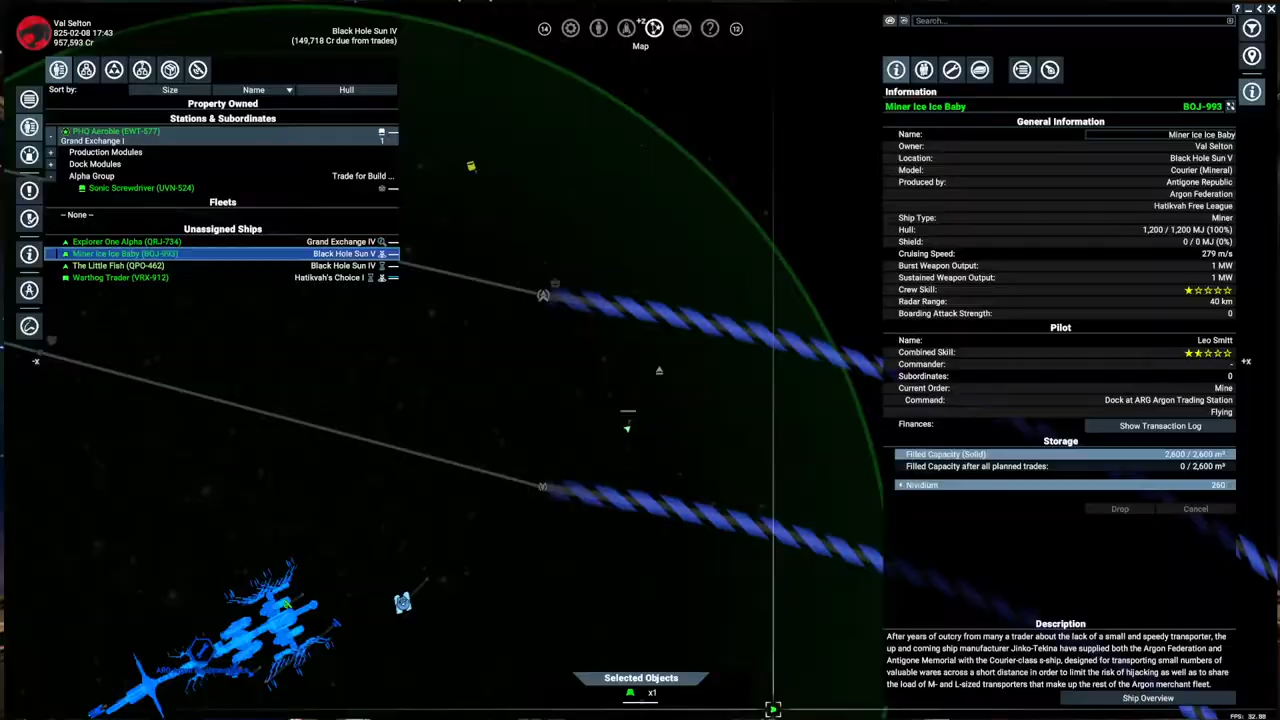 Val Selton
825-02-08 17:43
957,593 Cr
Black Hole Sun IV
(149,718 Cr due from trades)
14
+2
12
Map
Search...
Sort by:
Size
Name
Hull
Property Owned
Stations & Subordinates
PHQ Aerobie (EWT-577)
Grand Exchange I
1
Production Modules
Dock Modules
Alpha Group
Trade for Build ...
Sonic Screwdriver (UVN-524)
Fleets
-- None --
Unassigned Ships
Explorer One Alpha (QRJ-734)
Grand Exchange IV
Miner Ice Ice Baby (BOJ-993)
Black Hole Sun V
The Little Fish (QPO-462)
Black Hole Sun IV
Warthog Trader (VRX-912)
Hatikvah's Choice I
-x
+x
Selected Objects
x1
Information
Miner Ice Ice Baby
BOJ-993
General Information
Name:
Miner Ice Ice Baby
Owner:
Val Selton
Location:
Black Hole Sun V
Model:
Courier (Mineral)
Produced by:
Antigone Republic
Argon Federation
Hatikvah Free League
Ship Type:
Miner
Hull:
1,200 / 1,200 MJ (100%)
Shield:
0 / 0 MJ (0%)
Cruising Speed:
279 m/s
Burst Weapon Output:
1 MW
Sustained Weapon Output:
1 MW
Crew Skill:
Radar Range:
40 km
Boarding Attack Strength:
0
Pilot
Name:
Leo Smitt
Combined Skill:
Commander:
-
Subordinates:
0
Current Order:
Mine
Command:
Dock at ARG Argon Trading Station
Flying
Finances:
Show Transaction Log
Storage
Filled Capacity (Solid)
2,600 / 2,600 m³
Filled Capacity after all planned trades:
0 / 2,600 m³
Nividium
260
Drop
Cancel
Description
After years of outcry from many a trader about the lack of a small and speedy transporter, the
up and coming ship manufacturer Jinko-Tekina have supplied both the Argon Federation and
Antigone Memorial with the Courier-class s-ship, designed for transporting small numbers of
valuable wares across a short distance in order to limit the risk of hijacking as well as to share
the load of M- and L-sized transporters that make up the rest of the Argon merchant fleet.
Ship Overview
FPS: 32.88